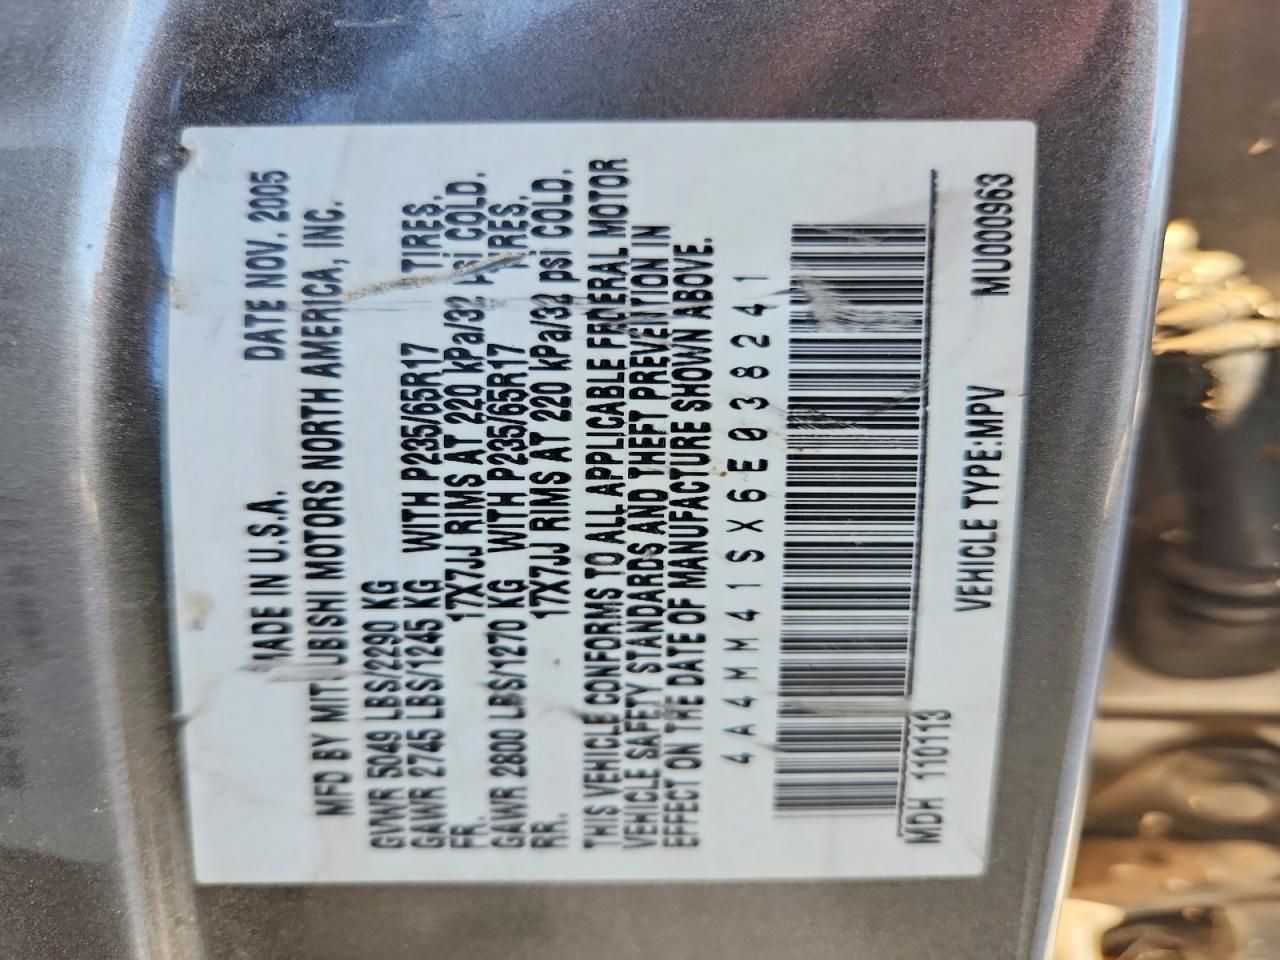 MADE IN U.S.A. DATE NOV. 2005
MFD BY MITSUBISHI MOTORS NORTH AMERICA, INC.
GVWR 5049 LBS/2290 KG
GAWR 2745 LBS/1245 KG WITH P235/65R17 TIRES,
FR. 17X7JJ RIMS AT 220 kPa/32 psi COLD.
GAWR 2800 LBS/1270 KG WITH P235/65R17 TIRES,
RR. 17X7JJ RIMS AT 220 kPa/32 psi COLD.
THIS VEHICLE CONFORMS TO ALL APPLICABLE FEDERAL MOTOR
VEHICLE SAFETY STANDARDS AND THEFT PREVENTION IN
EFFECT ON THE DATE OF MANUFACTURE SHOWN ABOVE.
4A4MM41SX6E038241
MDH 110113 VEHICLE TYPE:MPV MU000963